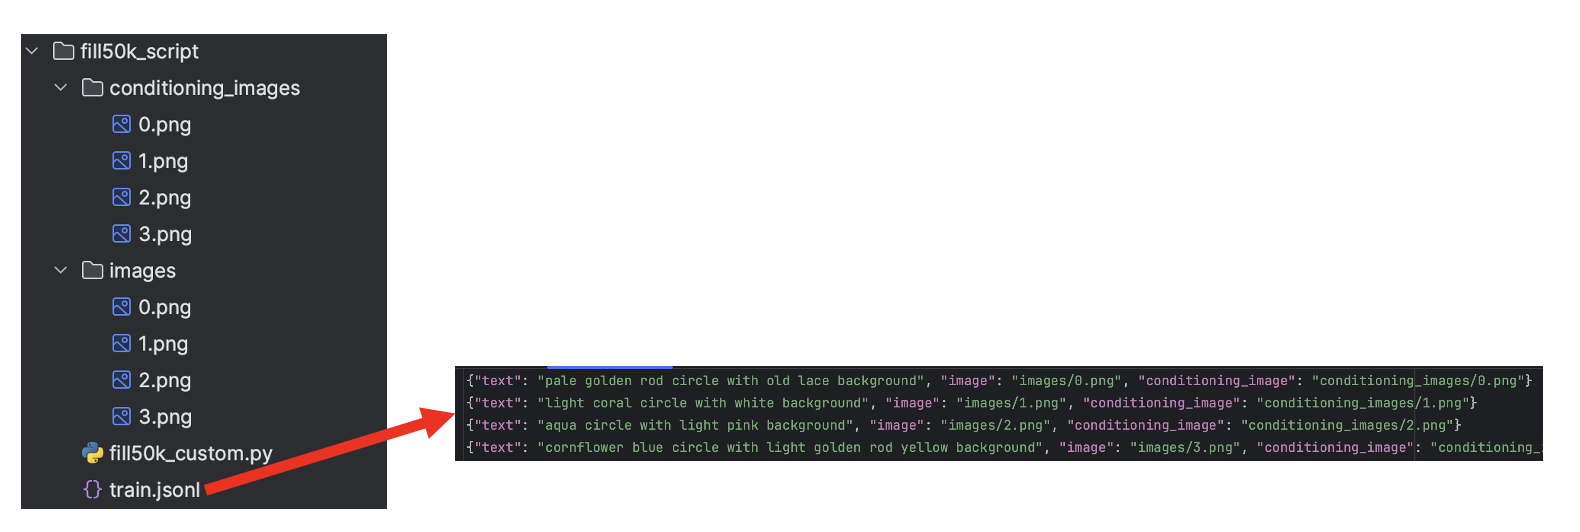 fill50k_script
conditioning_images
0.png
1.png
2.png
3.png
images
0.png
1.png
2.png
3.png
fill50k_custom.py
train.jsonl
{"text": "pale golden rod circle with old lace background", "image": "images/0.png", "conditioning_image": "conditioning_images/0.png"}
{"text": "light coral circle with white background", "image": "images/1.png", "conditioning_image": "conditioning_images/1.png"}
{"text": "aqua circle with light pink background", "image": "images/2.png", "conditioning_image": "conditioning_images/2.png"}
{"text": "cornflower blue circle with light golden rod yellow background", "image": "images/3.png", "conditioning_image": "conditioning_